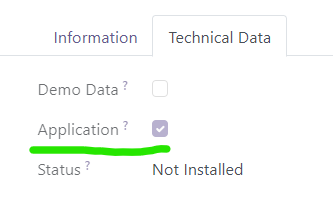 Information Technical Data
Demo Data ?
Application ?
Status ? Not Installed